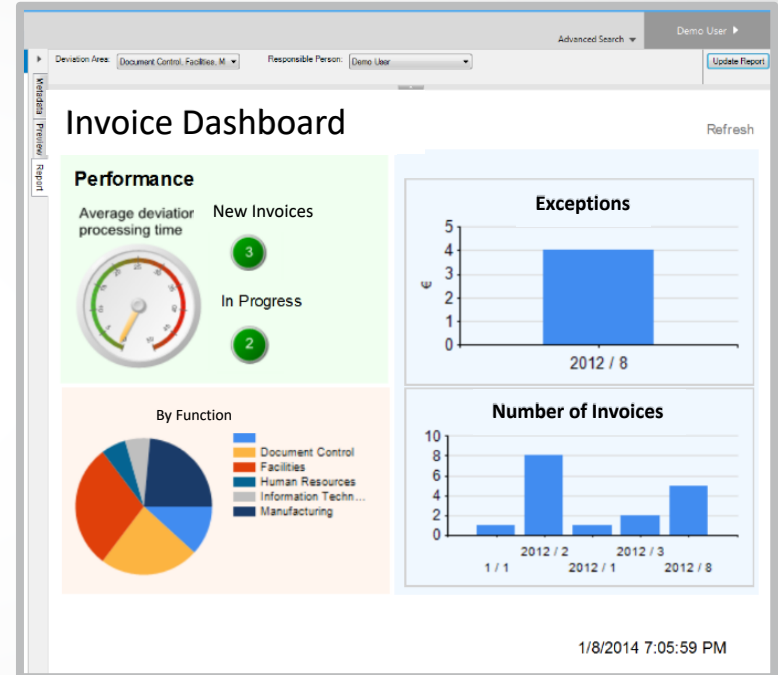 Advanced Search
Demo User
Deviation Area: Document Control, Facilities, M
Responsible Person: Demo User
Update Report
Metadata
Preview
Report
Invoice Dashboard
Refresh
Performance
Average deviation
processing time
New Invoices
3
In Progress
2
Exceptions
5
4
3
2
1
0
€
2012 / 8
By Function
Document Control
Facilities
Human Resources
Information Techn...
Manufacturing
Number of Invoices
10
8
6
4
2
0
2012 / 2 2012 / 3
1 / 1 2012 / 1 2012 / 8
1/8/2014 7:05:59 PM